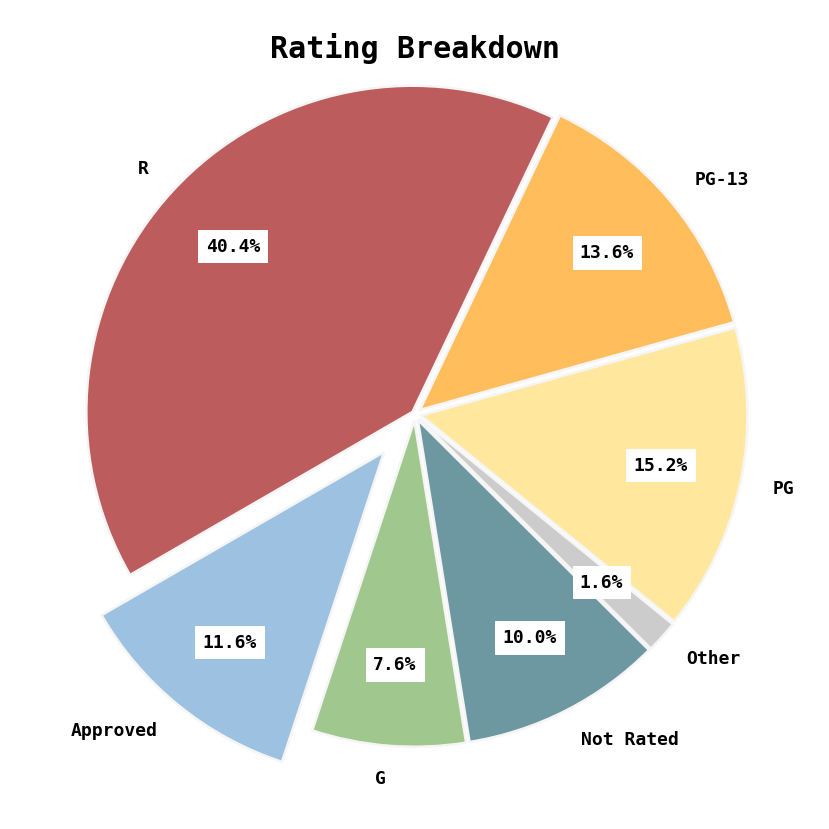 Rating Breakdown
R
PG-13
40.4%
13.6%
15.2%
PG
1.6%
11.6%
10.0%
7.6%
Other
Approved
Not Rated
G